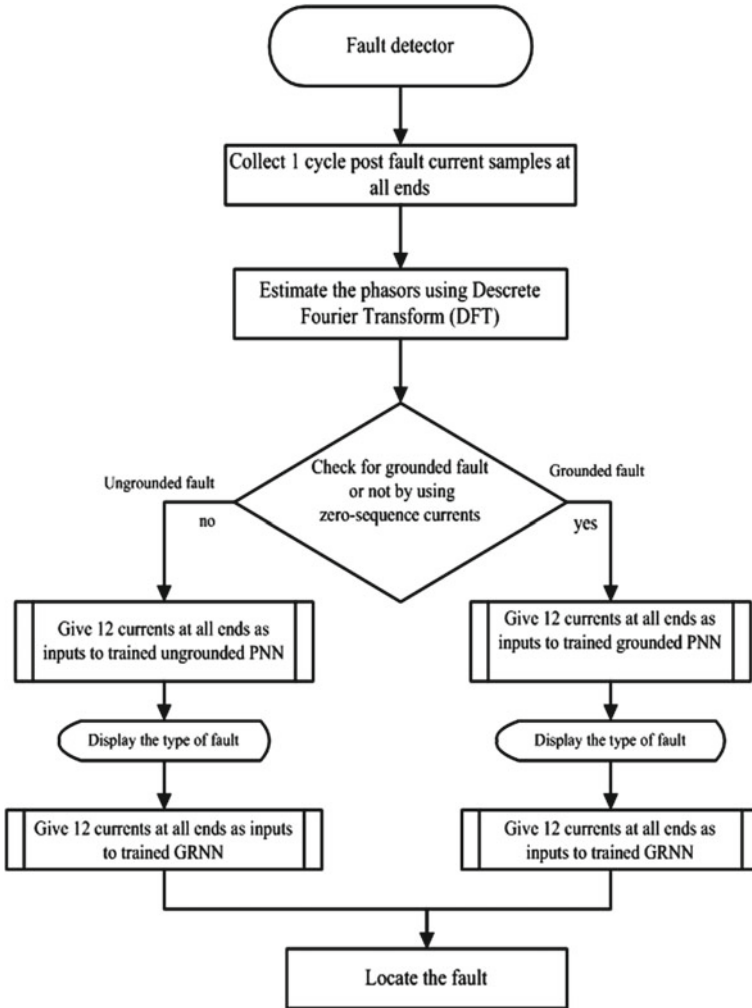 Fault detector
Collect 1 cycle post fault current samples at
all ends
Estimate the phasors using Descrete
Fourier Transform (DFT)
Check for grounded fault
or not by using
zero-sequence currents
Ungrounded fault
no
Grounded fault
yes
Give 12 currents at all ends as
inputs to trained ungrounded PNN
Give 12 currents at all ends as
inputs to trained grounded PNN
Display the type of fault
Display the type of fault
Give 12 currents at all ends as inputs
to trained GRNN
Give 12 currents at all ends as
inputs to trained GRNN
Locate the fault